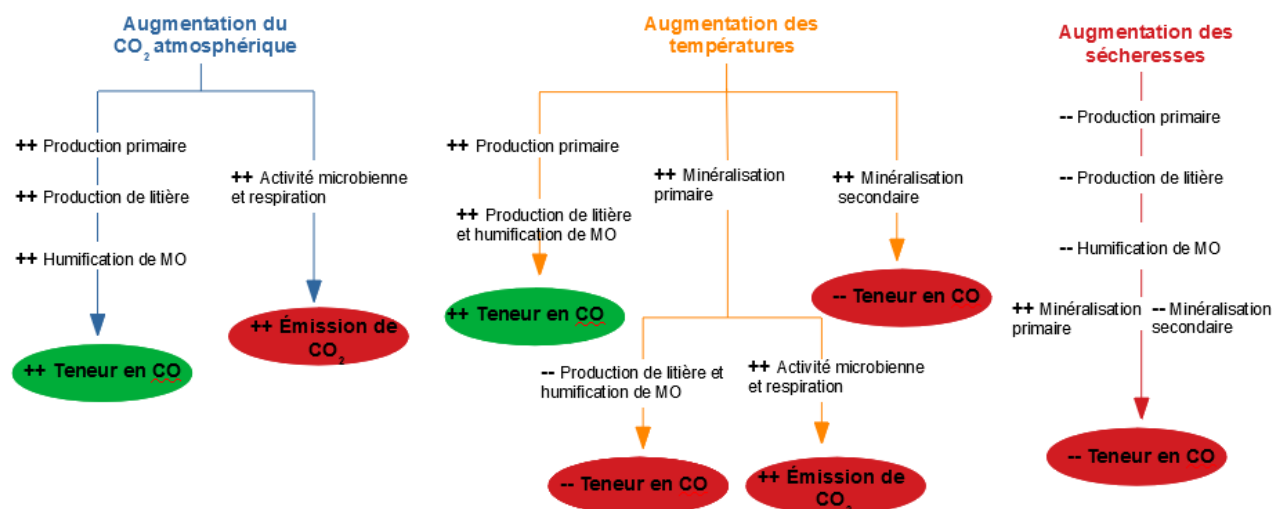 Augmentation du
CO2 atmosphérique
++ Production primaire
++ Production de litière
++ Humification de MO
++ Teneur en CO
++ Activité microbienne
et respiration
++ Émission de
CO2
Augmentation des
températures
++ Production primaire
++ Production de litière
et humification de MO
++ Teneur en CO
++ Minéralisation
primaire
-- Production de litière et
humification de MO
-- Teneur en CO
++ Activité microbienne
et respiration
++ Émission de
CO2
++ Minéralisation
secondaire
-- Teneur en CO
Augmentation des
sécheresses
-- Production primaire
-- Production de litière
-- Humification de MO
++ Minéralisation
primaire
-- Minéralisation
secondaire
-- Teneur en CO